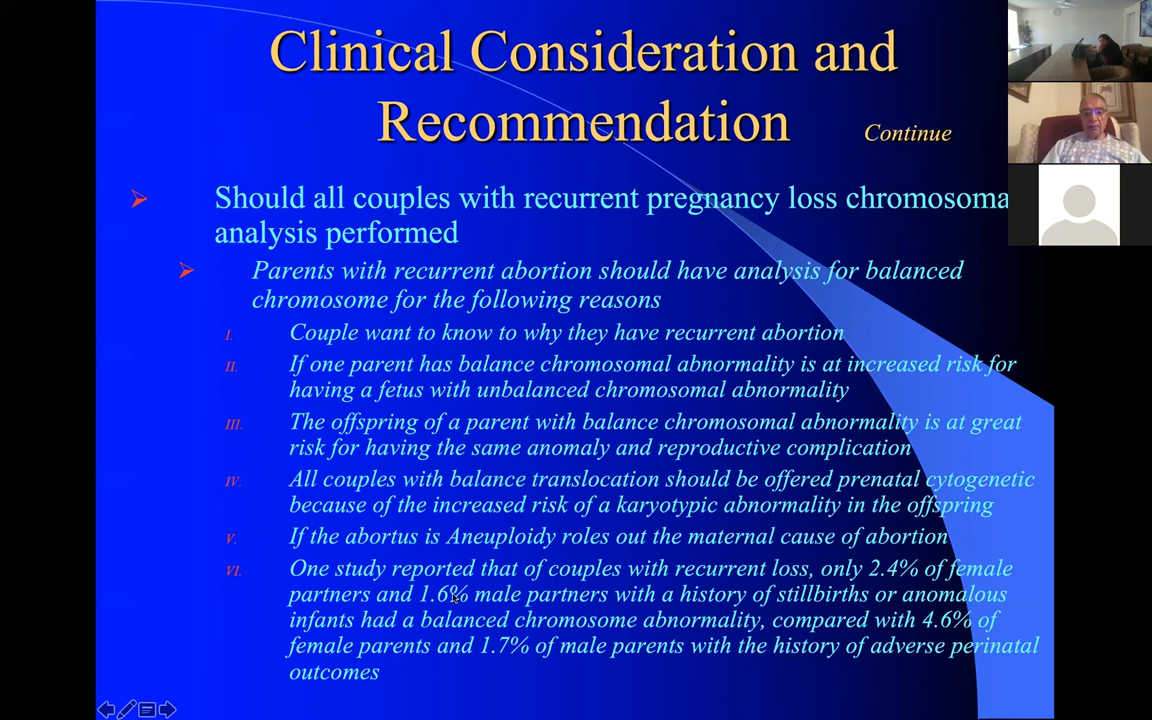 Clinical Consideration and
Recommendation Continue
Should all couples with recurrent pregnancy loss chromosoma
analysis performed
Parents with recurrent abortion should have analysis for balanced
chromosome for the following reasons
I. Couple want to know to why they have recurrent abortion
II. If one parent has balance chromosomal abnormality is at increased risk for
having a fetus with unbalanced chromosomal abnormality
III. The offspring of a parent with balance chromosomal abnormality is at great
risk for having the same anomaly and reproductive complication
IV. All couples with balance translocation should be offered prenatal cytogenetic
because of the increased risk of a karyotypic abnormality in the offspring
V. If the abortus is Aneuploidy roles out the maternal cause of abortion
VI. One study reported that of couples with recurrent loss, only 2.4% of female
partners and 1.6% male partners with a history of stillbirths or anomalous
infants had a balanced chromosome abnormality, compared with 4.6% of
female parents and 1.7% of male parents with the history of adverse perinatal
outcomes